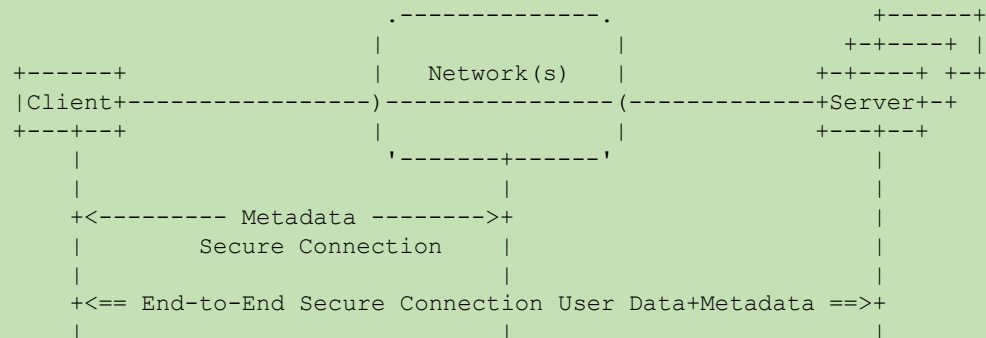 Network(s)
Client Server
Metadata
Secure Connection
End-to-End Secure Connection User Data+Metadata